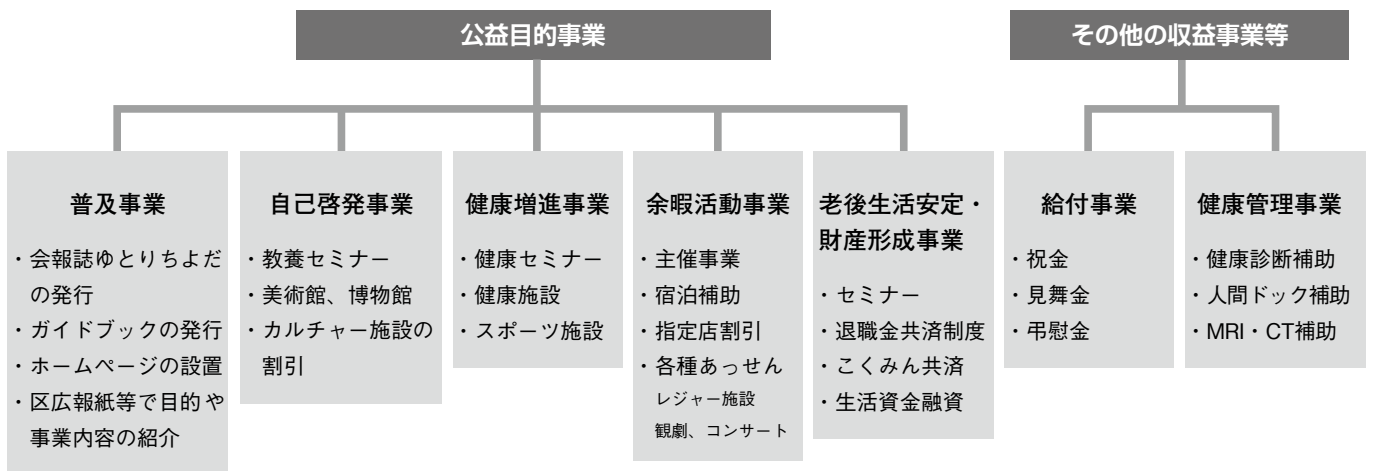 公益目的事業
その他の収益事業等
普及事業
・会報誌ゆとりちよだ
の発行
・ガイドブックの発行
・ホームページの設置
・区広報紙等で目的や
事業内容の紹介
自己啓発事業
・教養セミナー
・美術館、博物館
・カルチャー施設の
割引
健康増進事業
・健康セミナー
・健康施設
・スポーツ施設
余暇活動事業
・主催事業
・宿泊補助
・指定店割引
・各種あっせん
レジャー施設
観劇、コンサート
老後生活安定・
財産形成事業
・セミナー
・退職金共済制度
・こくみん共済
・生活資金融資
給付事業
・祝金
・見舞金
・弔慰金
健康管理事業
・健康診断補助
・人間ドック補助
・MRI・CT補助